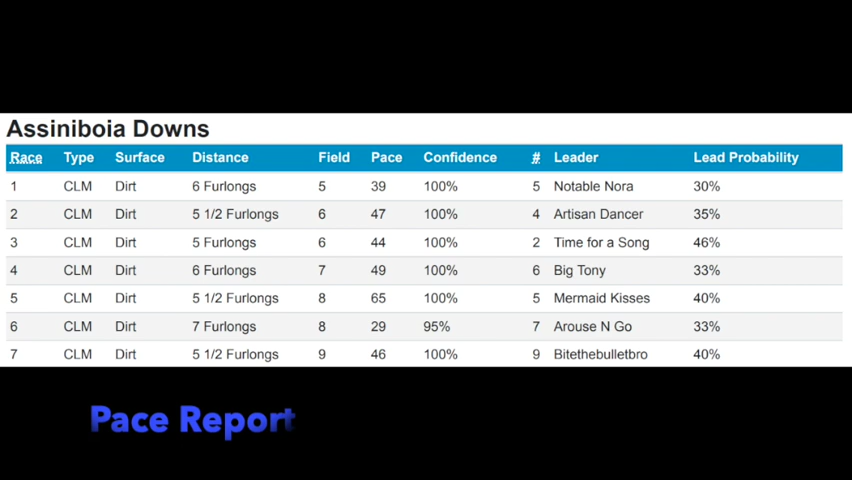 Assiniboia Downs
Race Type Surface Distance Field Pace Confidence # Leader Lead Probability
1 CLM Dirt 6 Furlongs 5 39 100% 5 Notable Nora 30%
2 CLM Dirt 5 1/2 Furlongs 6 47 100% 4 Artisan Dancer 35%
3 CLM Dirt 5 Furlongs 6 44 100% 2 Time for a Song 46%
4 CLM Dirt 6 Furlongs 7 49 100% 6 Big Tony 33%
5 CLM Dirt 5 1/2 Furlongs 8 65 100% 5 Mermaid Kisses 40%
6 CLM Dirt 7 Furlongs 8 29 95% 7 Arouse N Go 33%
7 CLM Dirt 5 1/2 Furlongs 9 46 100% 9 Bitethebulletbro 40%
Pace Report